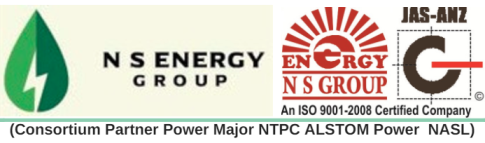 N S ENERGY
GROUP
ENERGY
N S GROUP
JAS-ANZ
©
An ISO 9001-2008 Certified Company
(Consortium Partner Power Major NTPC ALSTOM Power NASL)